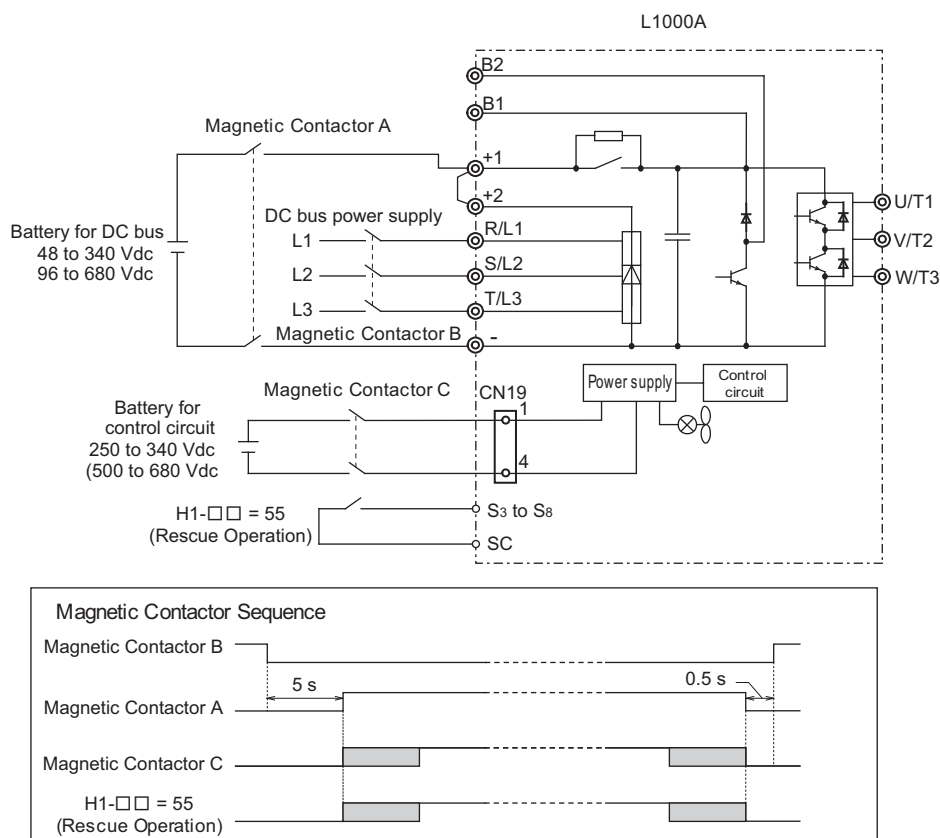 L1000A
B2
B1
Magnetic Contactor A
+1
+2
DC bus power supply
Battery for DC bus
48 to 340 Vdc
96 to 680 Vdc
L1
R/L1
L2
S/L2
L3
T/L3
Magnetic Contactor B
-
U/T1
V/T2
W/T3
Magnetic Contactor C
CN19
1
4
Power supply
Control
circuit
Battery for
control circuit
250 to 340 Vdc
(500 to 680 Vdc
H1-□□ = 55
(Rescue Operation)
S3 to S8
SC
Magnetic Contactor Sequence
Magnetic Contactor B
5 s
0.5 s
Magnetic Contactor A
Magnetic Contactor C
H1-□□ = 55
(Rescue Operation)